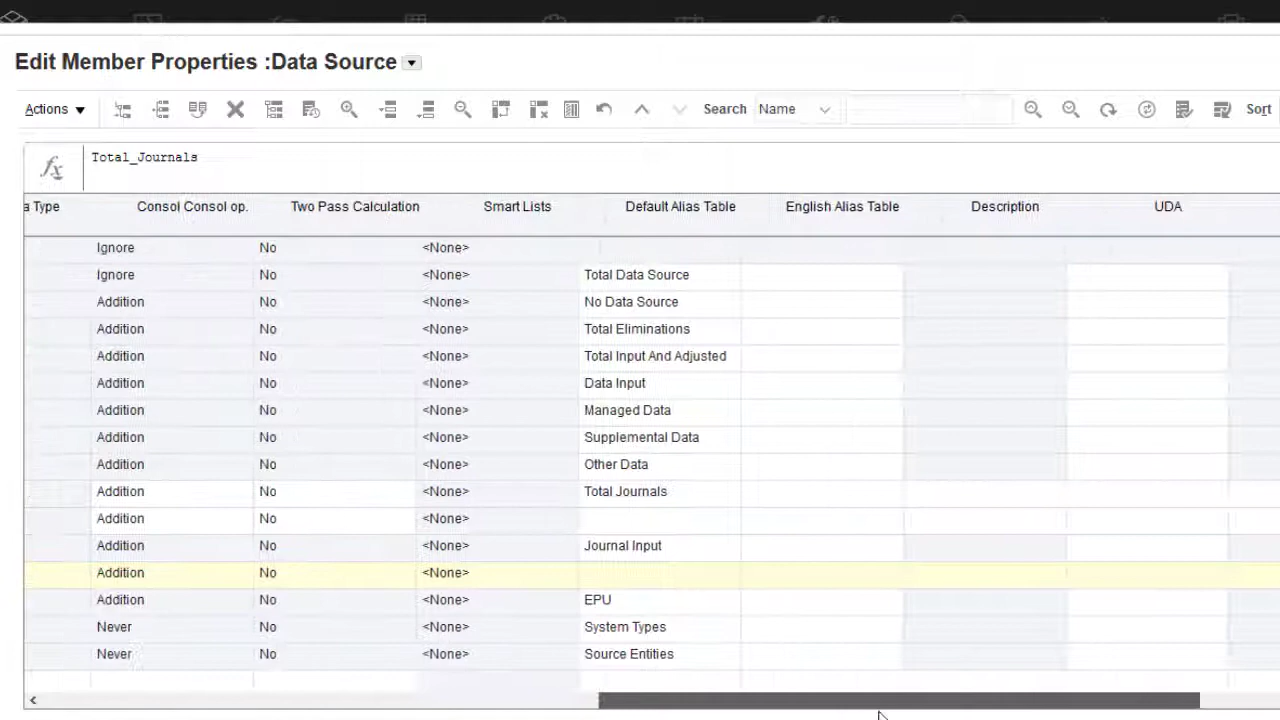 Edit Member Properties :Data Source
Actions Search Name Sort
fx Total_Journals
a Type Consol Consol op. Two Pass Calculation Smart Lists Default Alias Table English Alias Table Description UDA
Ignore No <None>
Ignore No <None> Total Data Source
Addition No <None> No Data Source
Addition No <None> Total Eliminations
Addition No <None> Total Input And Adjusted
Addition No <None> Data Input
Addition No <None> Managed Data
Addition No <None> Supplemental Data
Addition No <None> Other Data
Addition No <None> Total Journals
Addition No <None>
Addition No <None> Journal Input
Addition No <None>
Addition No <None> EPU
Never No <None> System Types
Never No <None> Source Entities